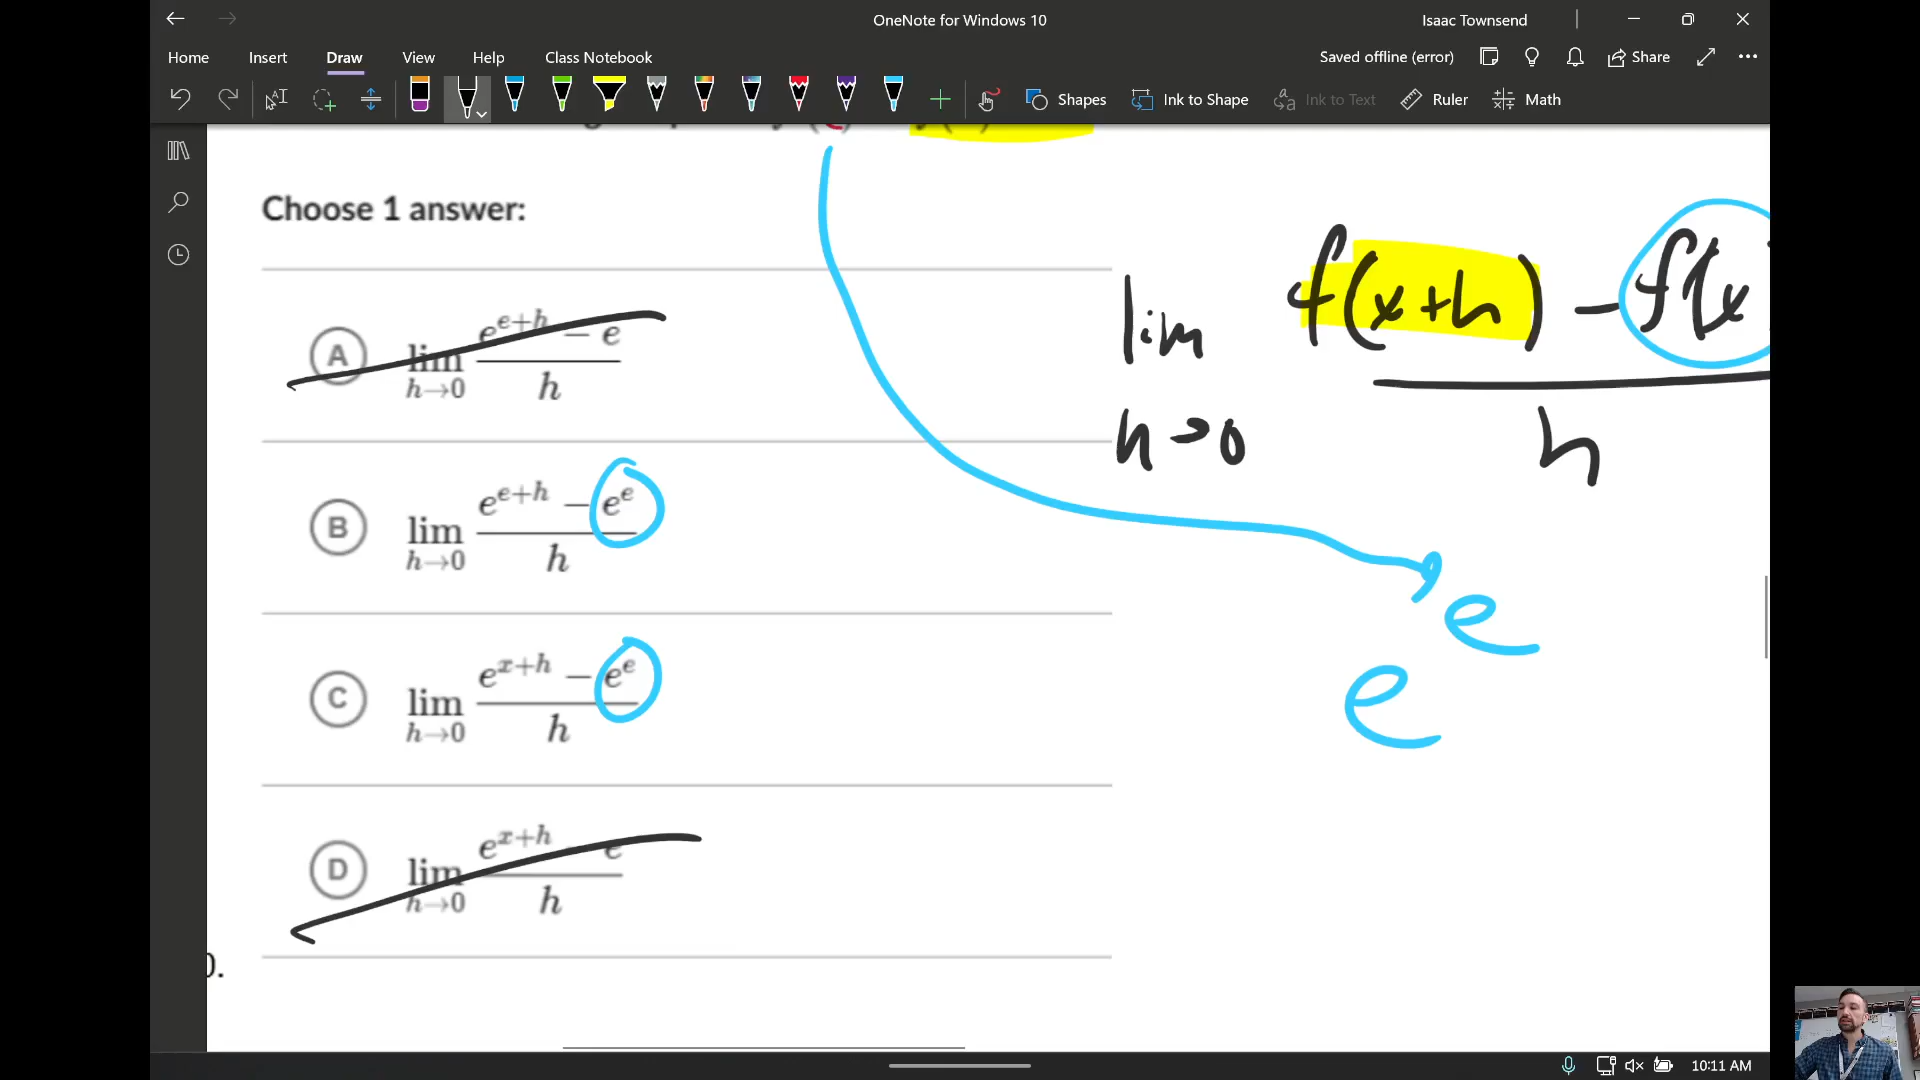 OneNote for Windows 10
Isaac Townsend
Home Insert Draw View Help Class Notebook
Saved offline (error) Share
Shapes Ink to Shape Ink to Text Ruler Math
Choose 1 answer:
A lim h→0 e^{e+h} − e / h
B lim h→0 e^{e+h} − e^e / h
C lim h→0 e^{x+h} − e^e / h
D lim h→0 e^{x+h} − e / h
lim h→0 f(x+h) − f(x / h
e^e
10:11 AM